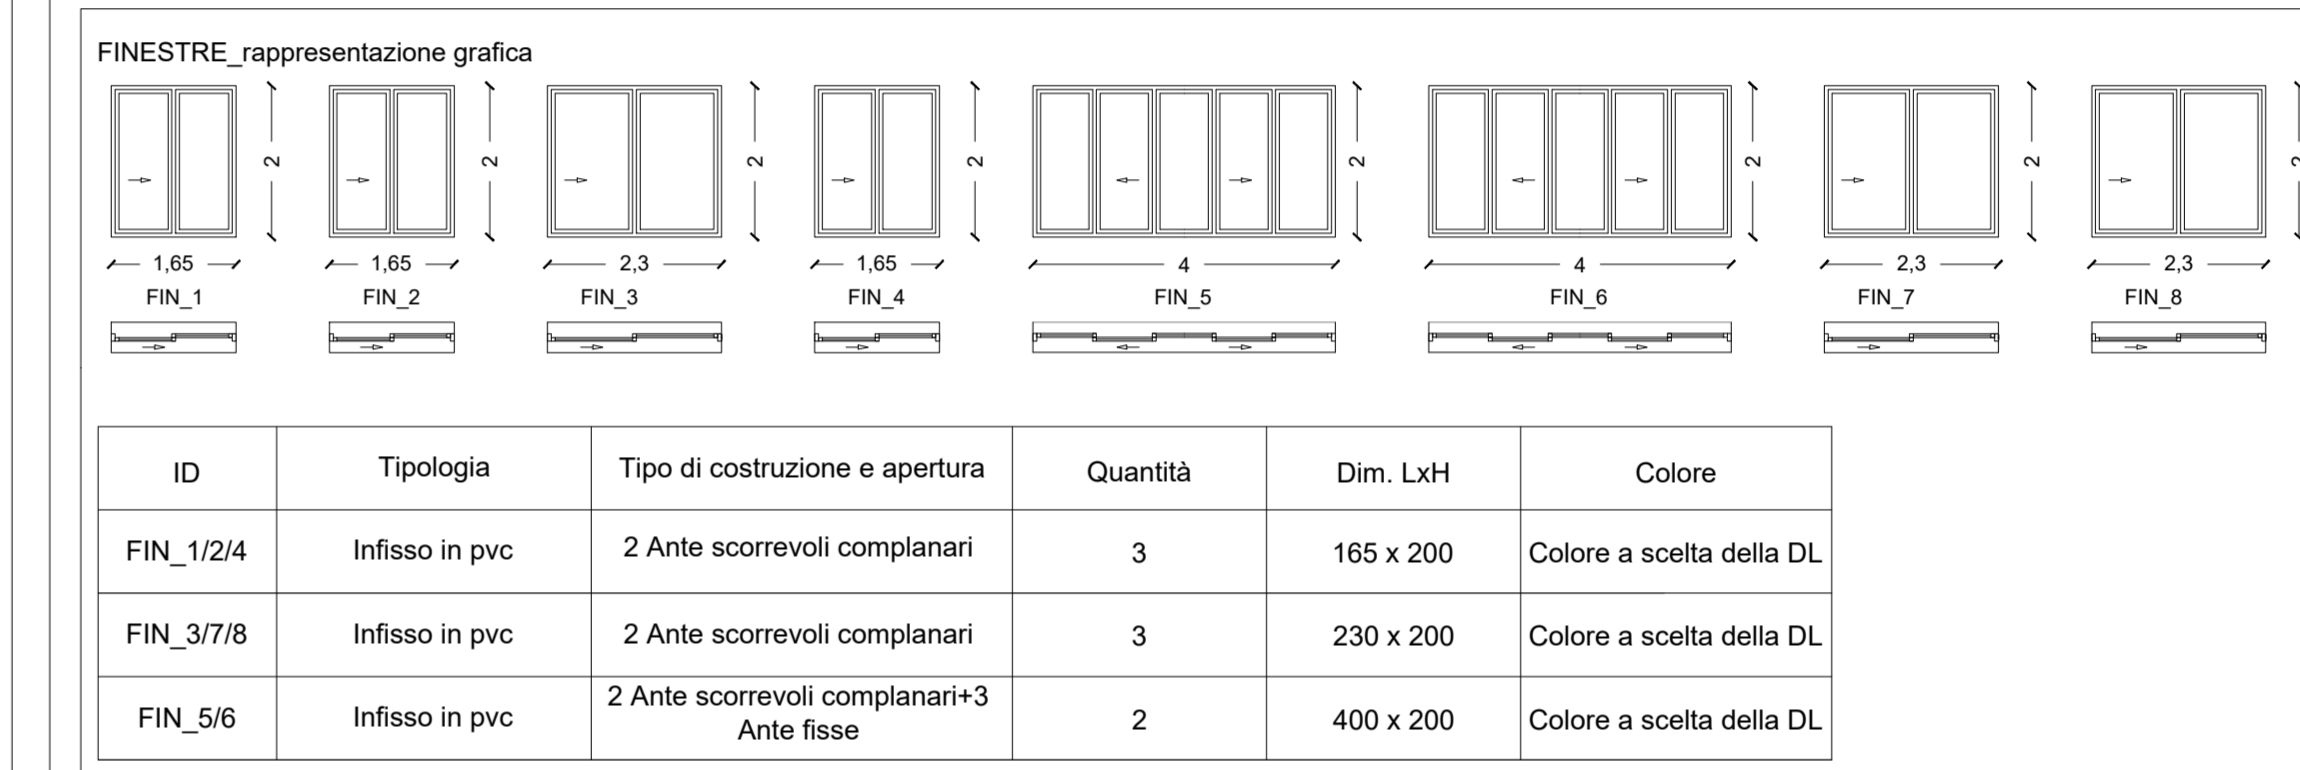 FINESTRE_rappresentazione grafica
2 2 2 2 2 2 2 2
1,65 1,65 2,3 1,65 4 4 2,3 2,3
FIN_1 FIN_2 FIN_3 FIN_4 FIN_5 FIN_6 FIN_7 FIN_8
ID Tipologia Tipo di costruzione e apertura Quantità Dim. LxH Colore
FIN_1/2/4 Infisso in pvc 2 Ante scorrevoli complanari 3 165 x 200 Colore a scelta della DL
FIN_3/7/8 Infisso in pvc 2 Ante scorrevoli complanari 3 230 x 200 Colore a scelta della DL
FIN_5/6 Infisso in pvc 2 Ante scorrevoli complanari+3
Ante fisse 2 400 x 200 Colore a scelta della DL